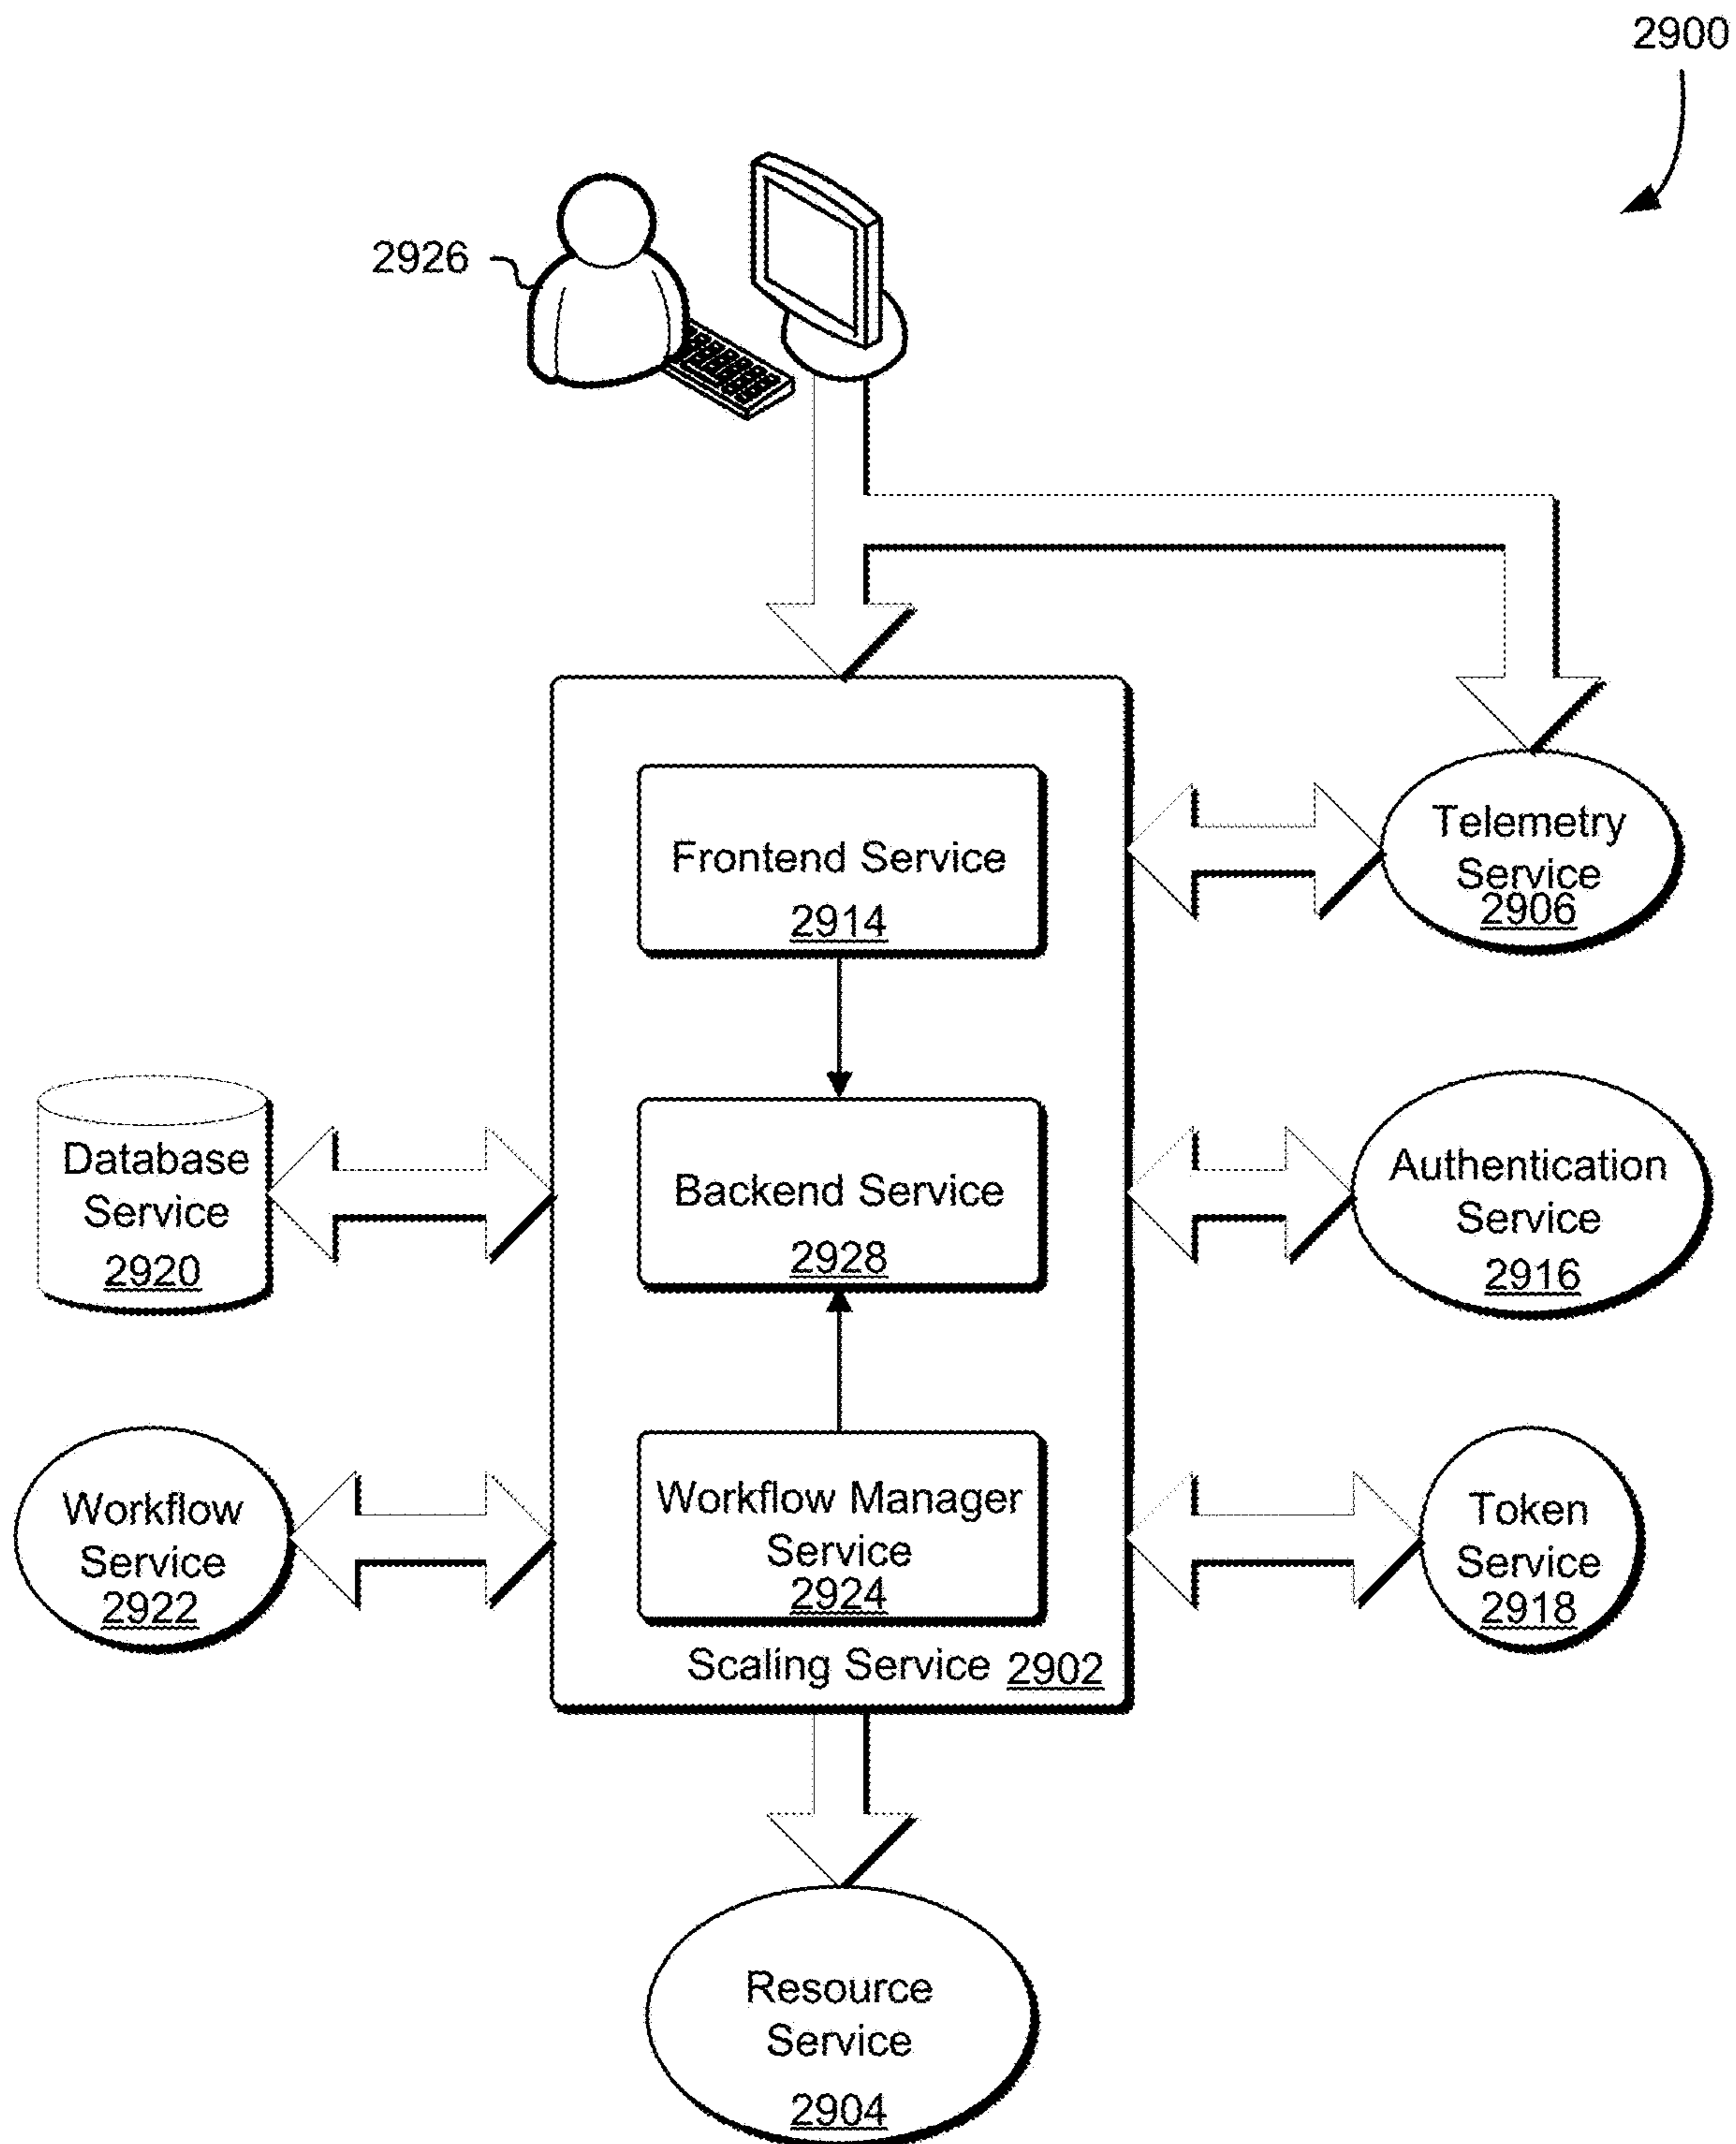 2900
2926
Frontend Service
2914
Telemetry
Service
2906
Database
Service
2920
Backend Service
2928
Authentication
Service
2916
Workflow
Service
2922
Workflow Manager
Service
2924
Token
Service
2918
Scaling Service 2902
Resource
Service
2904